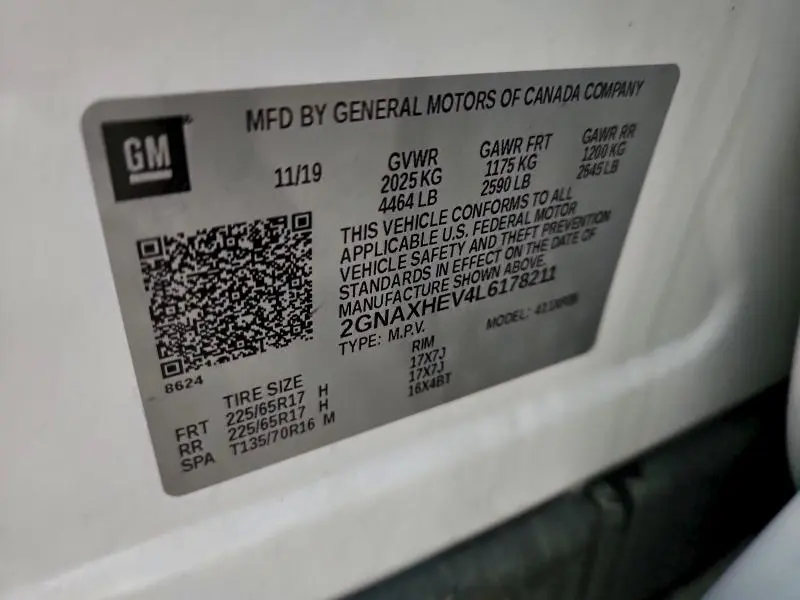 MFD BY GENERAL MOTORS OF CANADA COMPANY
GM
11/19
GVWR GAWR FRT GAWR RR
2025 KG 1175 KG 1200 KG
4464 LB 2590 LB 2645 LB
THIS VEHICLE CONFORMS TO ALL
APPLICABLE U.S. FEDERAL MOTOR
VEHICLE SAFETY AND THEFT PREVENTION
STANDARDS IN EFFECT ON THE DATE OF
MANUFACTURE SHOWN ABOVE.
2GNAXHEV4L6178211
TYPE: M.P.V. MODEL:
8624
TIRE SIZE RIM
FRT 225/65R17 H 17X7J
RR 225/65R17 H 17X7J
SPA T135/70R16 M 16X4BT